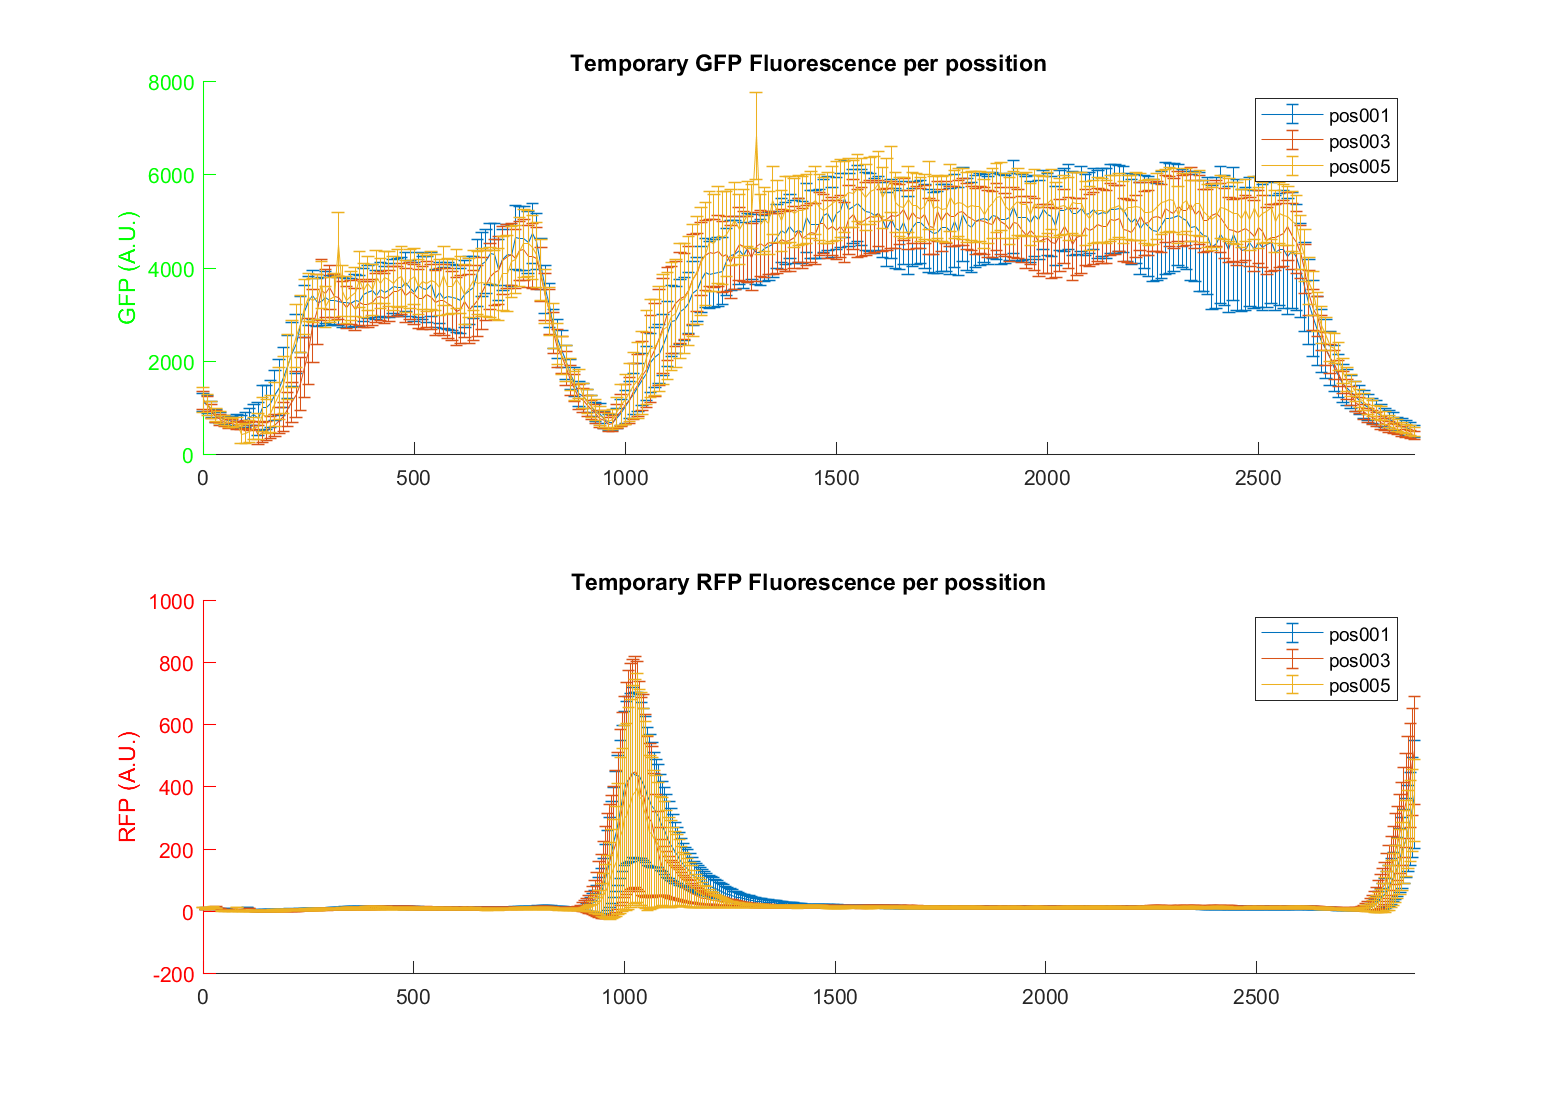 Temporary GFP Fluorescence per possition
8000
6000
4000
2000
0
GFP (A.U.)
pos001
pos003
pos005
0 500 1000 1500 2000 2500
Temporary RFP Fluorescence per possition
1000
800
600
400
200
0
-200
RFP (A.U.)
pos001
pos003
pos005
0 500 1000 1500 2000 2500